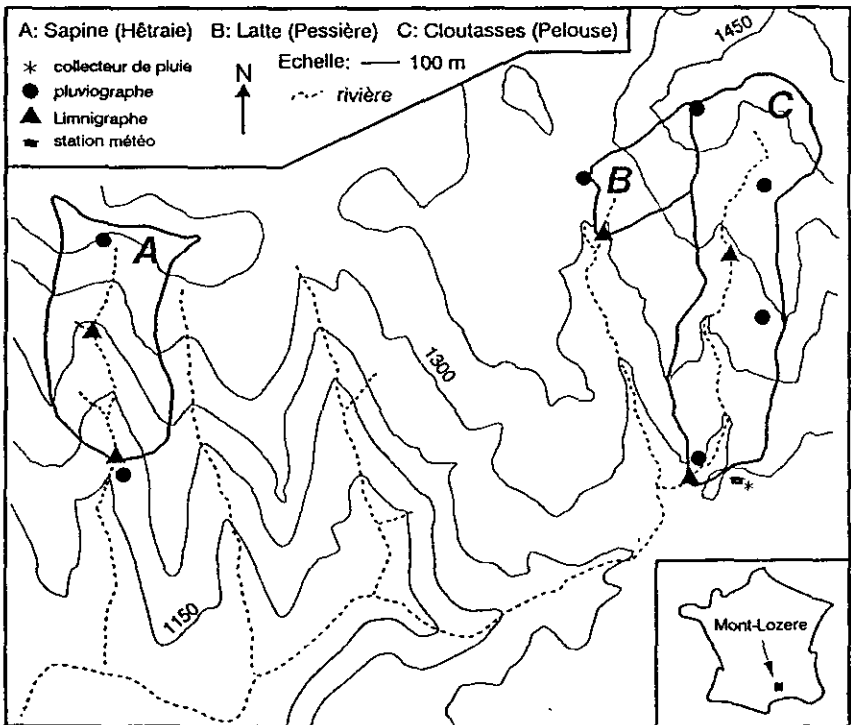 A: Sapine (Hêtraie) B: Latte (Pessière) C: Cloutasses (Pelouse)
* collecteur de pluie
pluviographe
Limnigraphe
station météo
N
Echelle: — 100 m
rivière
1450
C
B
A
1300
1150
*
Mont-Lozere